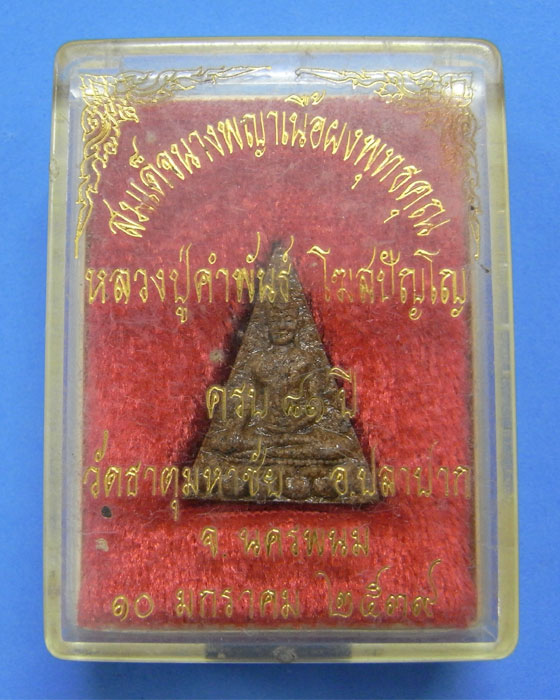 สมเด็จนางพญาเนื้อผงพุทธคุณ
หลวงปู่คำพันธ์ โฆสปัญโญ
ครบ ปี
วัดธาตุมหาชัย อ.ปลาปาก
จ. นครพนม
๑๐ มกราคม ๒๕๓๙